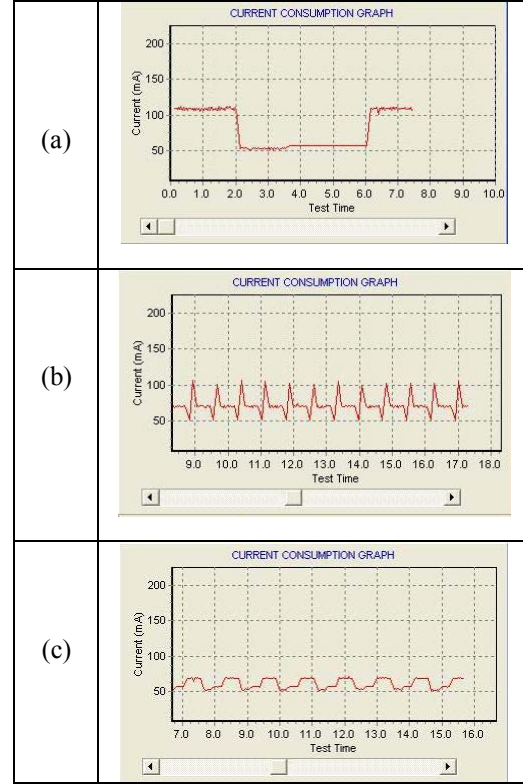 (a)
CURRENT CONSUMPTION GRAPH
200
150
100
50
Current (mA)
0.0 1.0 2.0 3.0 4.0 5.0 6.0 7.0 8.0 9.0 10.0
Test Time
(b)
CURRENT CONSUMPTION GRAPH
200
150
100
50
Current (mA)
9.0 10.0 11.0 12.0 13.0 14.0 15.0 16.0 17.0 18.0
Test Time
(c)
CURRENT CONSUMPTION GRAPH
200
150
100
50
Current (mA)
7.0 8.0 9.0 10.0 11.0 12.0 13.0 14.0 15.0 16.0
Test Time